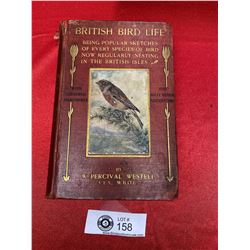 BRITISH BIRD LIFE
BEING POPULAR SKETCHES
OF EVERY SPECIES OF BIRD
NOW REGULARLY NESTING
IN THE BRITISH ISLES
WITH
BY
PERCIVAL WESTELL
LOT #
158